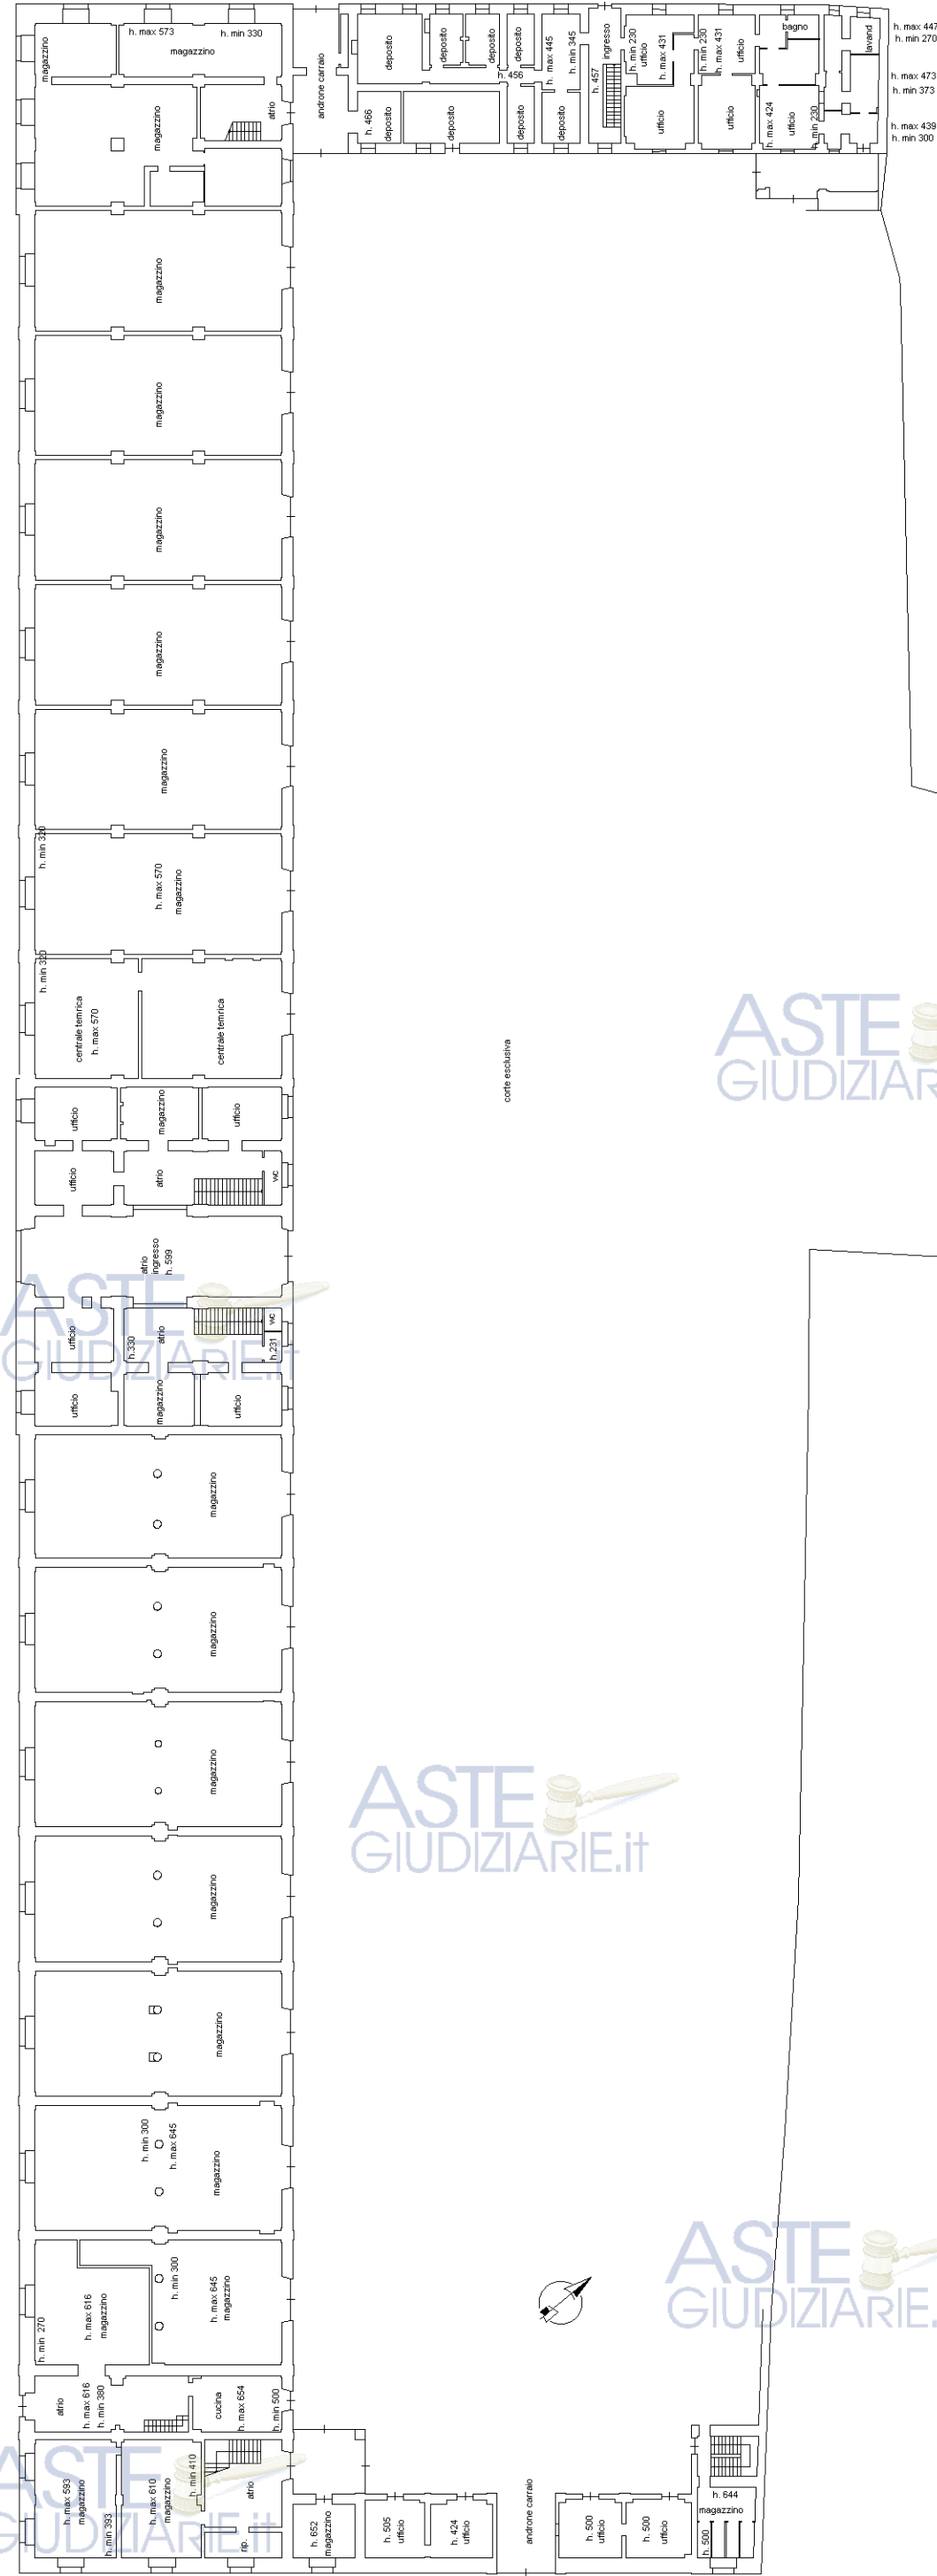 h. max 573
h. min 330
magazzino
magazzino
magazzino
atrio
androne carraio
deposito
deposito
deposito
deposito
h. max 445
h. min 345
h. 456
h. 466
deposito
deposito
deposito
deposito
ingresso
h. 457
h. min 230
ufficio
h. max 431
h. min 230
h. max 431
ufficio
bagno
lavand
ufficio
ufficio
h. max 424
ufficio
h. min 230
h. max 447
h. min 270
h. max 473
h. min 373
h. max 439
h. min 300
magazzino
magazzino
magazzino
magazzino
magazzino
h. min 320
h. max 570
magazzino
h. min 320
centrale temrica
h. max 570
centrale temrica
corte esclusiva
ASTE
GIUDIZIAR
ufficio
magazzino
ufficio
ufficio
atrio
wc
atrio
ingresso
h. 599
ASTE
GIUDIZIARIE.it
ufficio
h.330
atrio
wc
h.231
ufficio
magazzino
ufficio
magazzino
magazzino
magazzino
ASTE
GIUDIZIARIE.it
magazzino
magazzino
h. min 300
h. max 645
magazzino
h. min 270
h. max 616
magazzino
h. min 300
h. max 645
magazzino
ASTE
GIUDIZIARIE.
atrio
h. max 616
h. min 380
cucina
h. max 654
h. min 500
ASTE
GIUDIZIARIE.it
h. max 593
magazzino
h. min 393
h. max 610
magazzino
h. min 410
atrio
rip.
h. 652
magazzino
h. 505
ufficio
h. 424
ufficio
androne carraio
h. 500
ufficio
h. 500
ufficio
h. 644
magazzino
h. 500